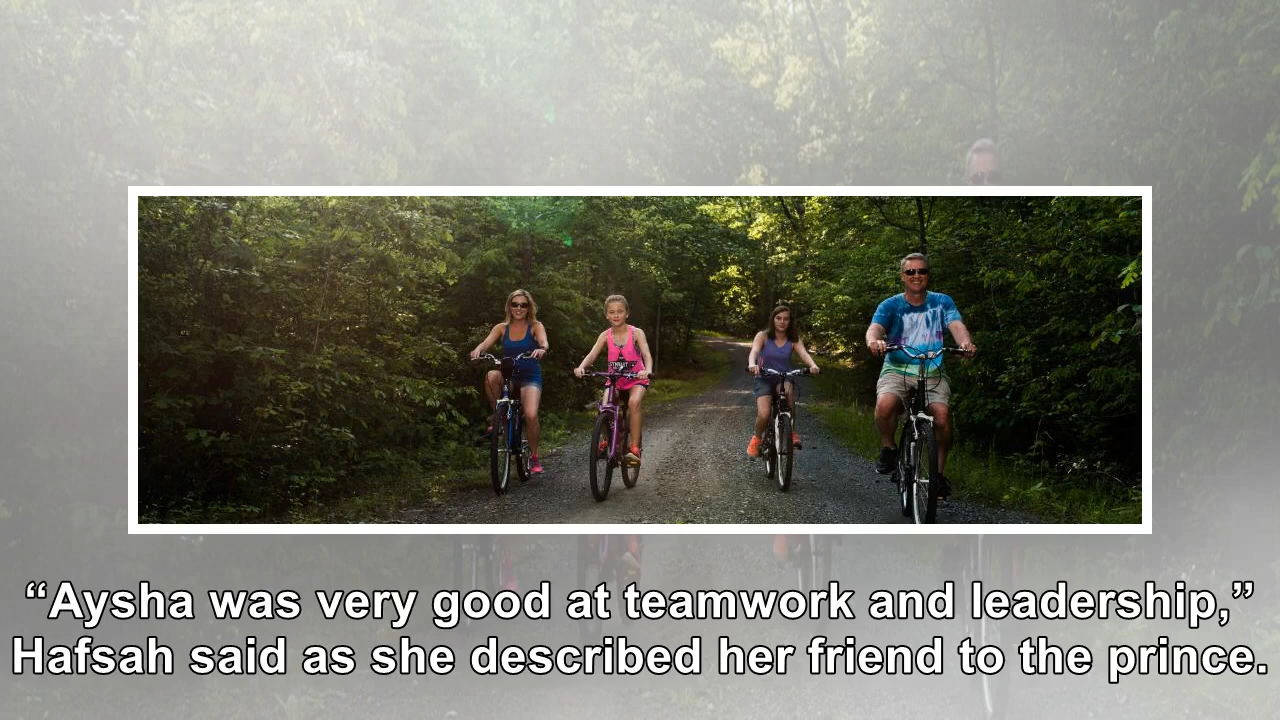 “Aysha was very good at teamwork and leadership,”
Hafsah said as she described her friend to the prince.